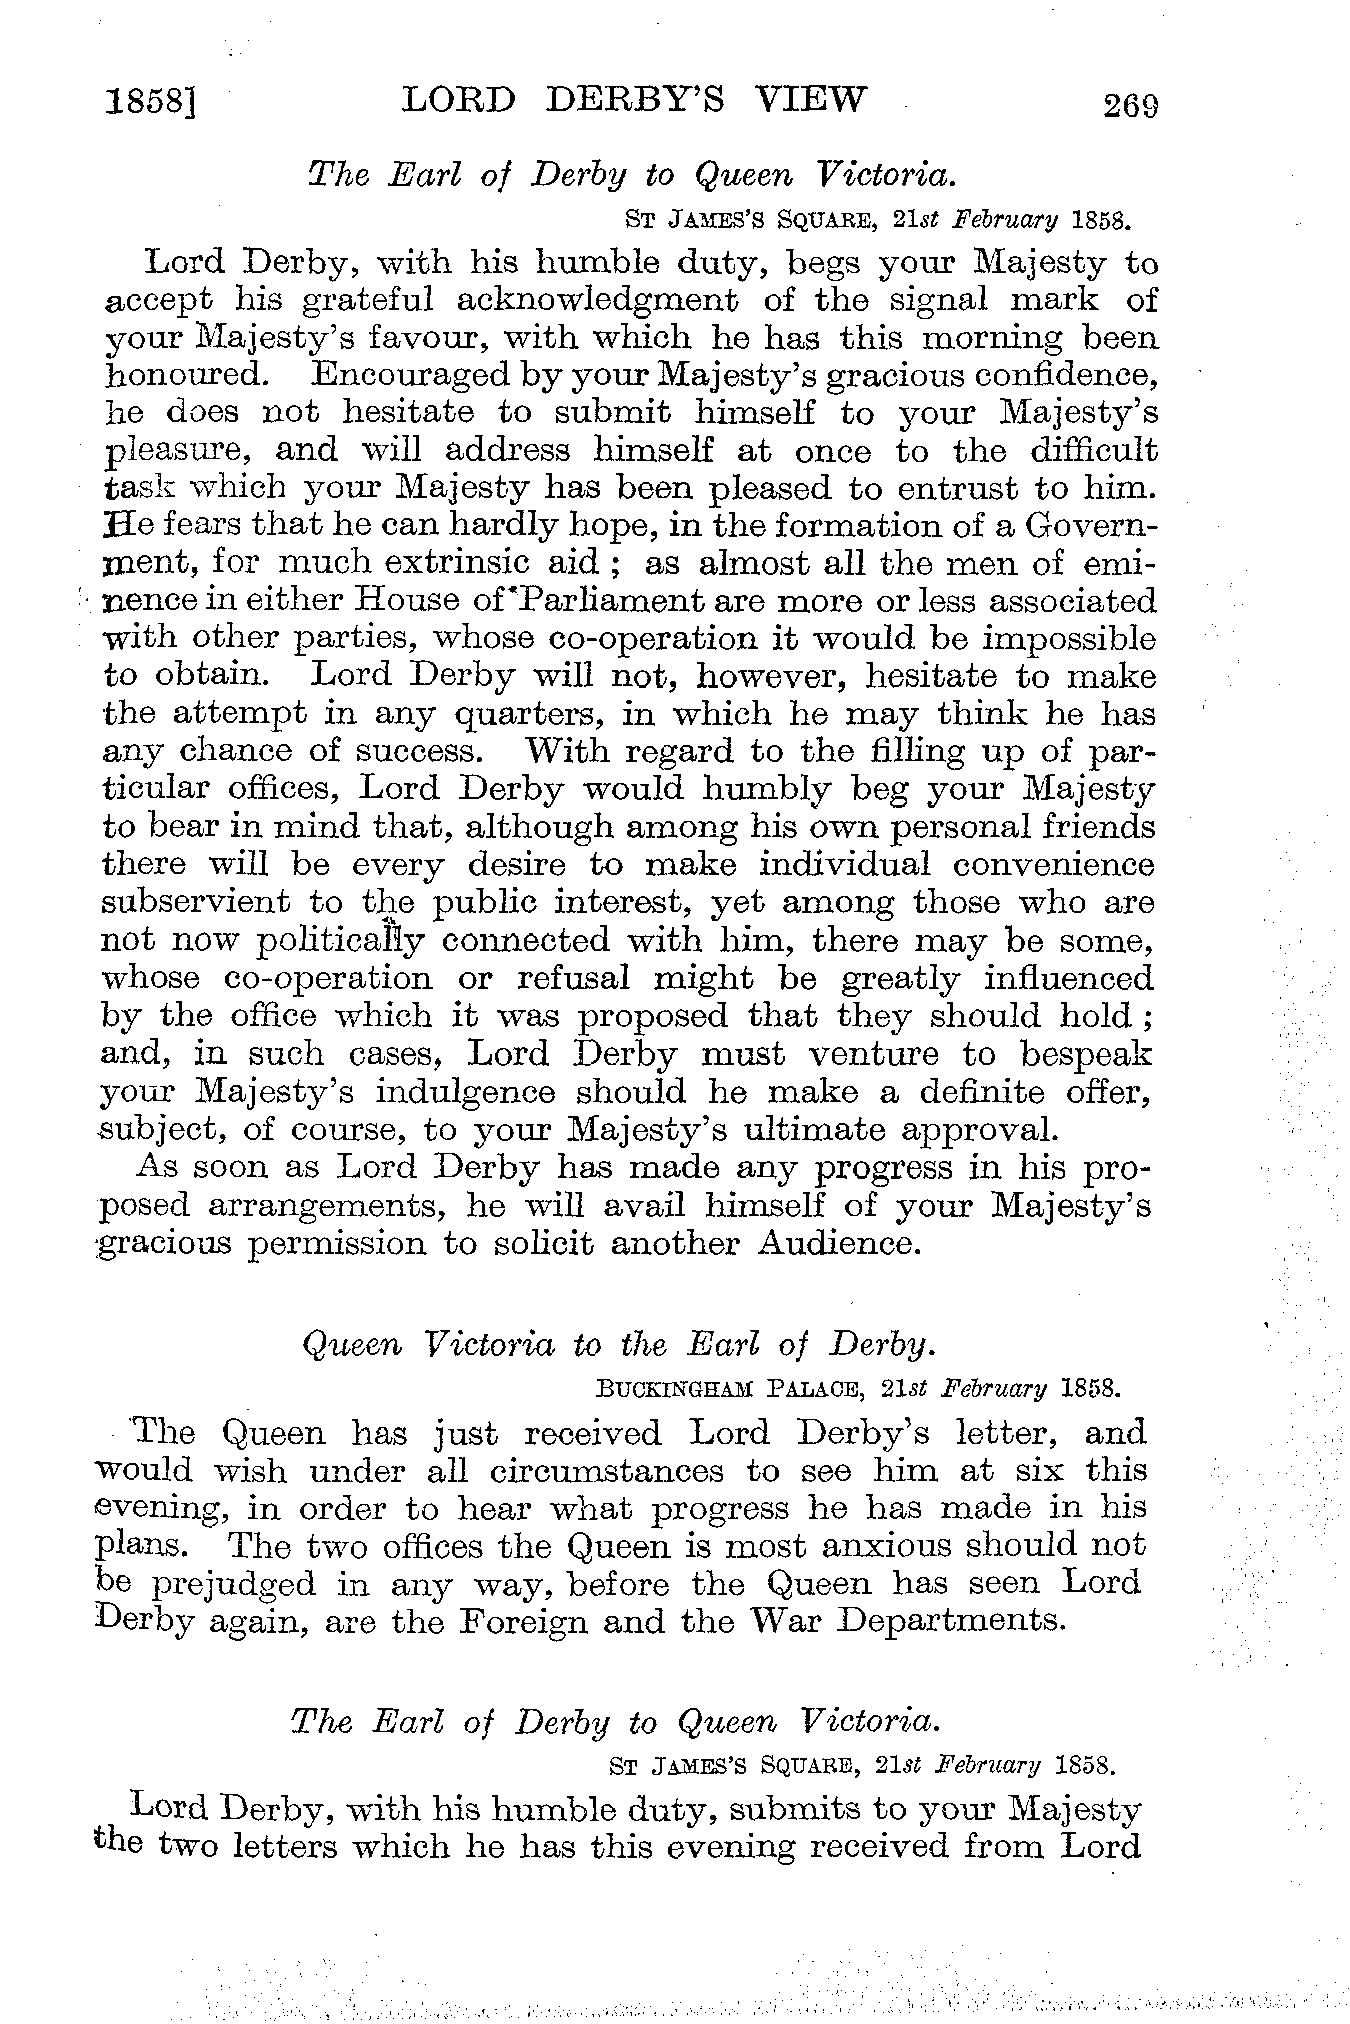 1858] LORD DERBY'S VIEW 269
The Earl of Derby to Queen Victoria.
ST JAMES'S SQUARE, 21st February 1858.
Lord Derby, with his humble duty, begs your Majesty to
accept his grateful acknowledgment of the signal mark of
your Majesty's favour, with which he has this morning been
honoured. Encouraged by your Majesty's gracious confidence,
he does not hesitate to submit himself to your Majesty's
pleasure, and will address himself at once to the difficult
task which your Majesty has been pleased to entrust to him.
He fears that he can hardly hope, in the formation of a Govern-
ment, for much extrinsic aid ; as almost all the men of emi-
nence in either House of Parliament are more or less associated
with other parties, whose co-operation it would be impossible
to obtain. Lord Derby will not, however, hesitate to make
the attempt in any quarters, in which he may think he has
any chance of success. With regard to the filling up of par-
ticular offices, Lord Derby would humbly beg your Majesty
to bear in mind that, although among his own personal friends
there will be every desire to make individual convenience
subservient to the public interest, yet among those who are
not now politically connected with him, there may be some,
whose co-operation or refusal might be greatly influenced
by the office which it was proposed that they should hold ;
and, in such cases, Lord Derby must venture to bespeak
your Majesty's indulgence should he make a definite offer,
subject, of course, to your Majesty's ultimate approval.
As soon as Lord Derby has made any progress in his pro-
posed arrangements, he will avail himself of your Majesty's
gracious permission to solicit another Audience.
Queen Victoria to the Earl of Derby.
BUCKINGHAM PALACE, 21st February 1858.
The Queen has just received Lord Derby's letter, and
would wish under all circumstances to see him at six this
evening, in order to hear what progress he has made in his
plans. The two offices the Queen is most anxious should not
be prejudged in any way, before the Queen has seen Lord
Derby again, are the Foreign and the War Departments.
The Earl of Derby to Queen Victoria.
ST JAMES'S SQUARE, 21st February 1858.
Lord Derby, with his humble duty, submits to your Majesty
the two letters which he has this evening received from Lord